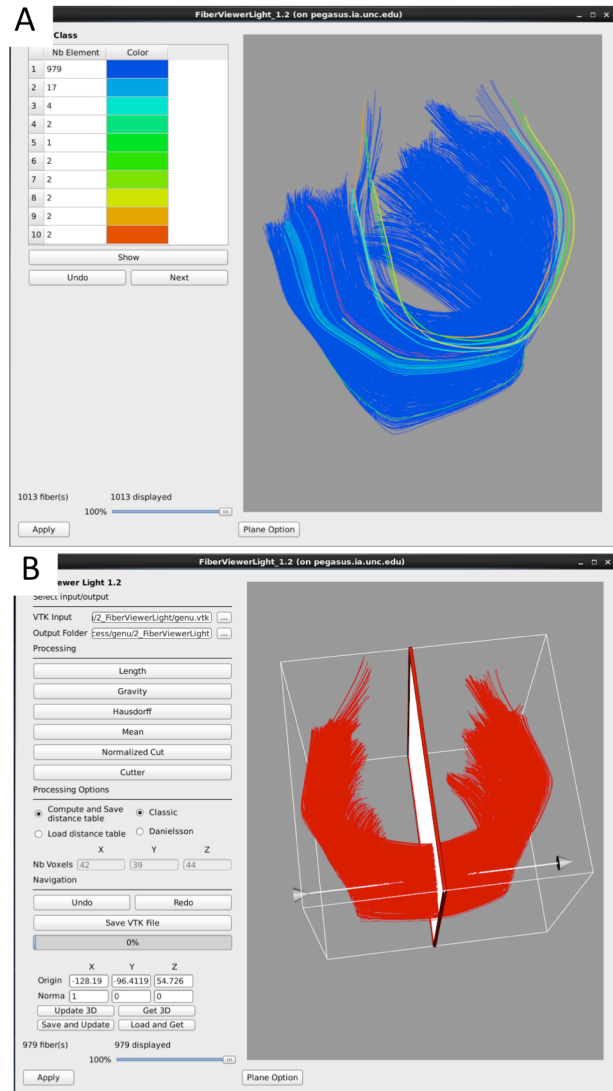 A
FiberViewerLight_1.2 (on pegasus.ia.unc.edu)
Class
Nb Element Color
1 979
2 17
3 4
4 2
5 1
6 2
7 2
8 2
9 2
10 2
Show
Undo Next
1013 fiber(s) 1013 displayed
100%
Apply Plane Option
B
FiberViewerLight_1.2 (on pegasus.ia.unc.edu)
ewer Light 1.2
Select input/output
VTK Input /2_FiberViewerLight/genu.vtk ...
Output Folder cess/genu/2_FiberViewerLight ...
Processing
Length
Gravity
Hausdorff
Mean
Normalized Cut
Cutter
Processing Options
Compute and Save distance table Classic
Load distance table Danielsson
X Y Z
Nb Voxels 42 39 44
Navigation
Undo Redo
Save VTK File
0%
X Y Z
Origin -128.19 -96.4119 54.726
Norma 1 0 0
Update 3D Get 3D
Save and Update Load and Get
979 fiber(s) 979 displayed
100%
Apply Plane Option